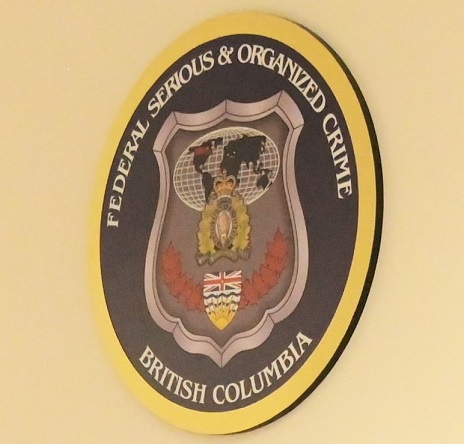 FEDERAL SERIOUS & ORGANIZED CRIME
BRITISH COLUMBIA